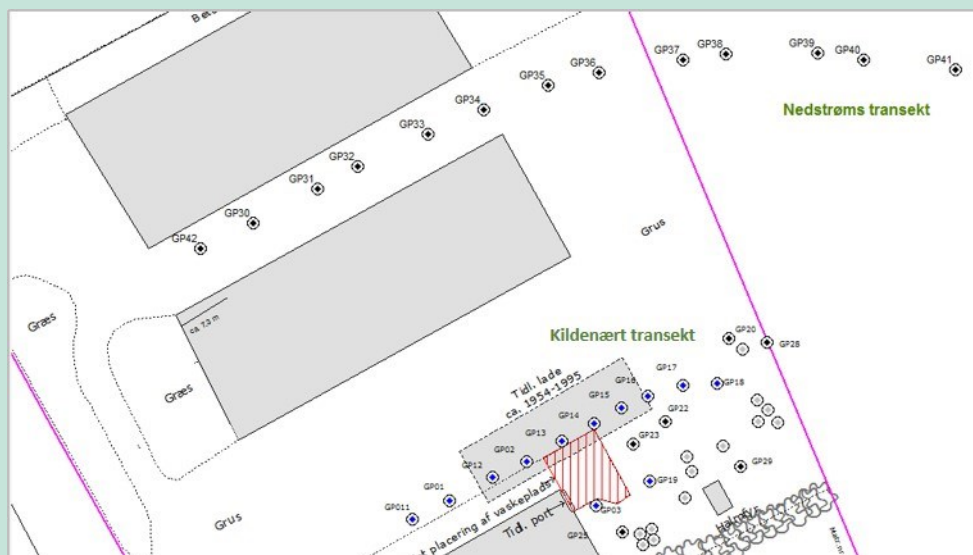 GP37
GP38
GP39
GP40
GP41
GP36
GP35
GP34
GP33
GP32
GP31
GP30
GP42
Nedstrøms transekt
Grus
Græs
ca. 7,3 m
Græs
Kildenært transekt
GP20
GP28
Tidl. lade
ca. 1954-1995
GP17
GP18
GP16
GP15
GP14
GP13
GP02
GP12
GP01
GP011
GP22
GP23
GP29
GP19
GP03
GP25
Grus
placering af vaskeplads
Tidl. port
Halmfyr